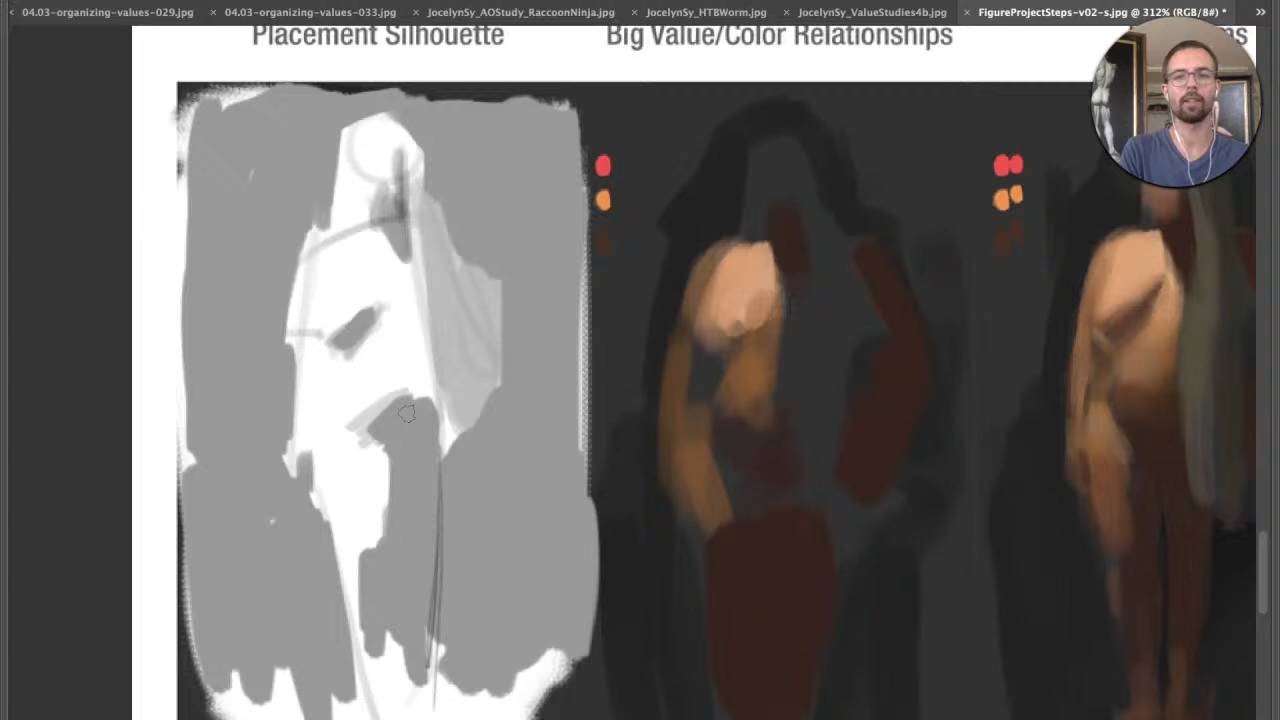 04.03-organizing-values-029.jpg × 04.03-organizing-values-033.jpg × JocelynSy_AOStudy_RaccoonNinja.jpg × JocelynSy_HTBWorm.jpg × JocelynSy_ValueStudies4b.jpg × FigureProjectSteps-v02-s.jpg @ 312% (RGB/8#) * »
Placement Silhouette Big Value/Color Relationships